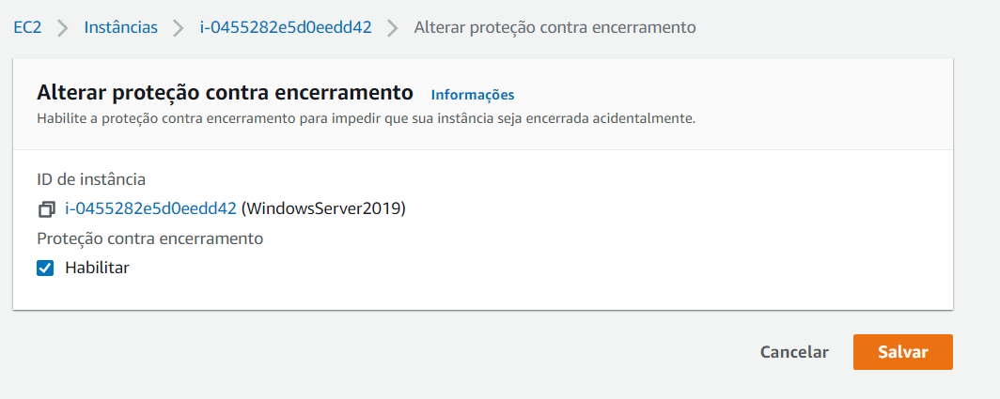 EC2 > Instâncias > i-0455282e5d0eedd42 > Alterar proteção contra encerramento
Alterar proteção contra encerramento Informações
Habilite a proteção contra encerramento para impedir que sua instância seja encerrada acidentalmente.
ID de instância
i-0455282e5d0eedd42 (WindowsServer2019)
Proteção contra encerramento
Habilitar
Cancelar Salvar